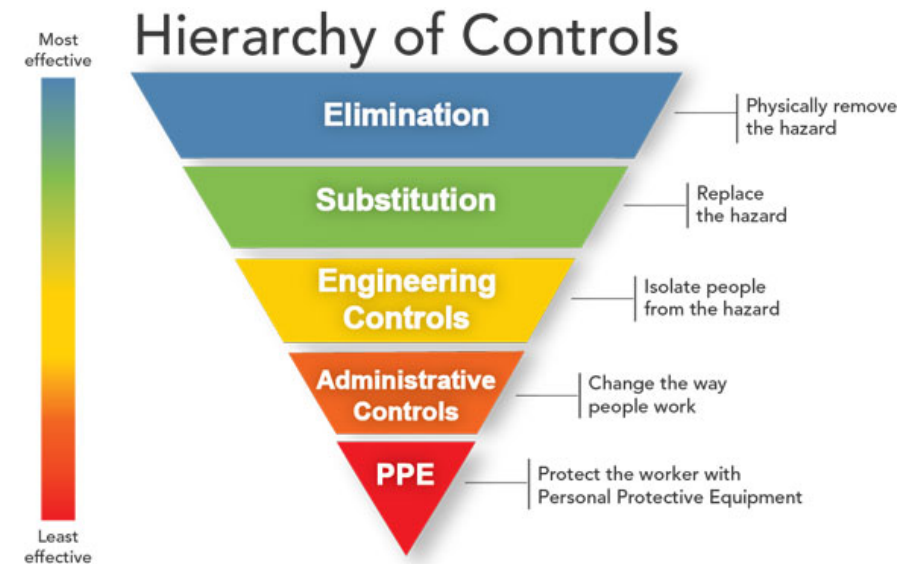 Hierarchy of Controls
Most
effective
Elimination
Physically remove
the hazard
Substitution
Replace
the hazard
Engineering
Controls
Isolate people
from the hazard
Administrative
Controls
Change the way
people work
PPE
Protect the worker with
Personal Protective Equipment
Least
effective